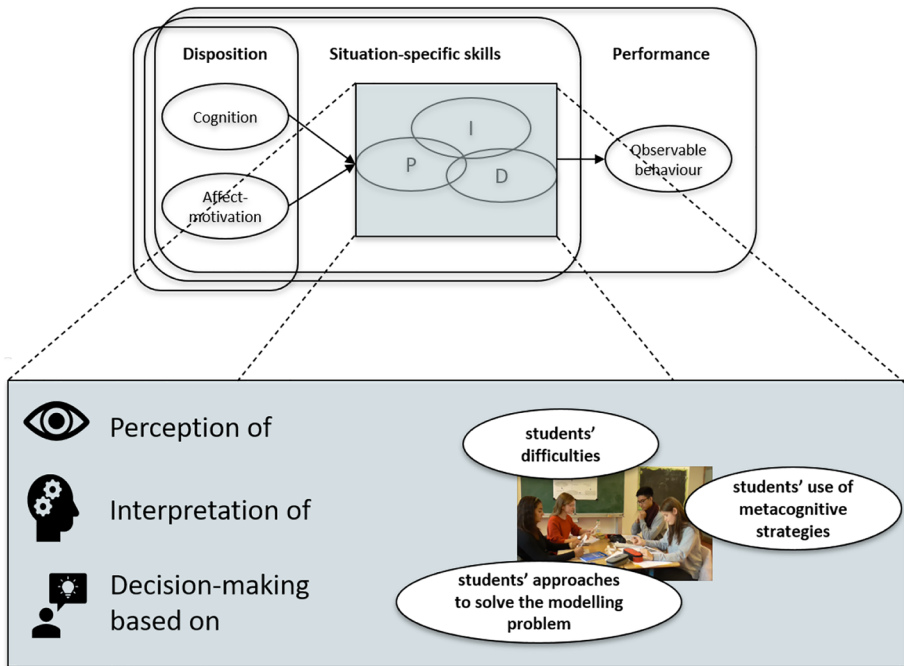 Disposition
Situation-specific skills
Performance
Cognition
Affect-
motivation
I
P
D
Observable
behaviour
Perception of
Interpretation of
Decision-making
based on
students’
difficulties
students’ use of
metacognitive
strategies
students’ approaches
to solve the modelling
problem